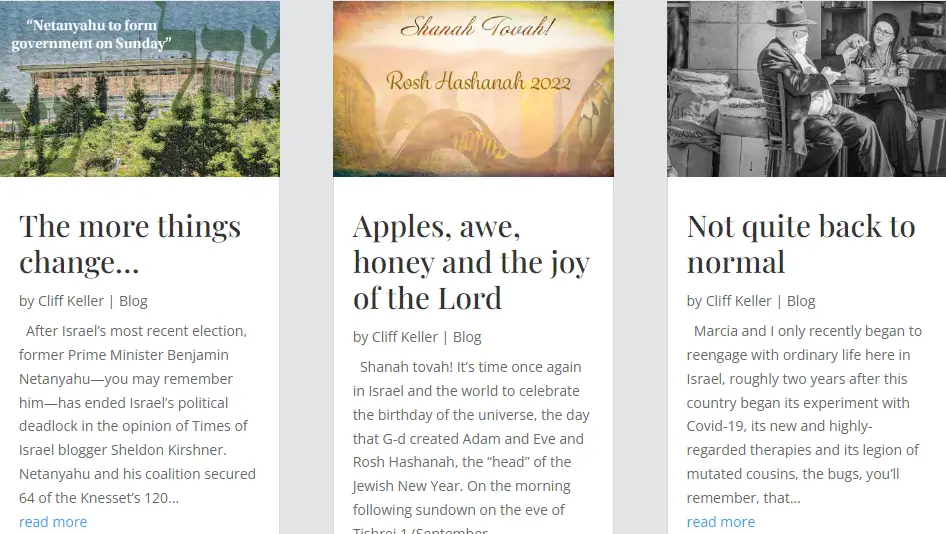 “Netanyahu to form
government on Sunday”
The more things
change…
by Cliff Keller | Blog
After Israel’s most recent election,
former Prime Minister Benjamin
Netanyahu—you may remember
him—has ended Israel’s political
deadlock in the opinion of Times of
Israel blogger Sheldon Kirshner.
Netanyahu and his coalition secured
64 of the Knesset’s 120…
read more
Shanah Tovah!
Rosh Hashanah 2022
Apples, awe,
honey and the joy
of the Lord
by Cliff Keller | Blog
Shanah tovah! It’s time once again
in Israel and the world to celebrate
the birthday of the universe, the day
that G-d created Adam and Eve and
Rosh Hashanah, the “head” of the
Jewish New Year. On the morning
following sundown on the eve of
Tishrei 1 (September
Not quite back to
normal
by Cliff Keller | Blog
Marcia and I only recently began to
reengage with ordinary life here in
Israel, roughly two years after this
country began its experiment with
Covid-19, its new and highly-
regarded therapies and its legion of
mutated cousins, the bugs, you’ll
remember, that…
read more